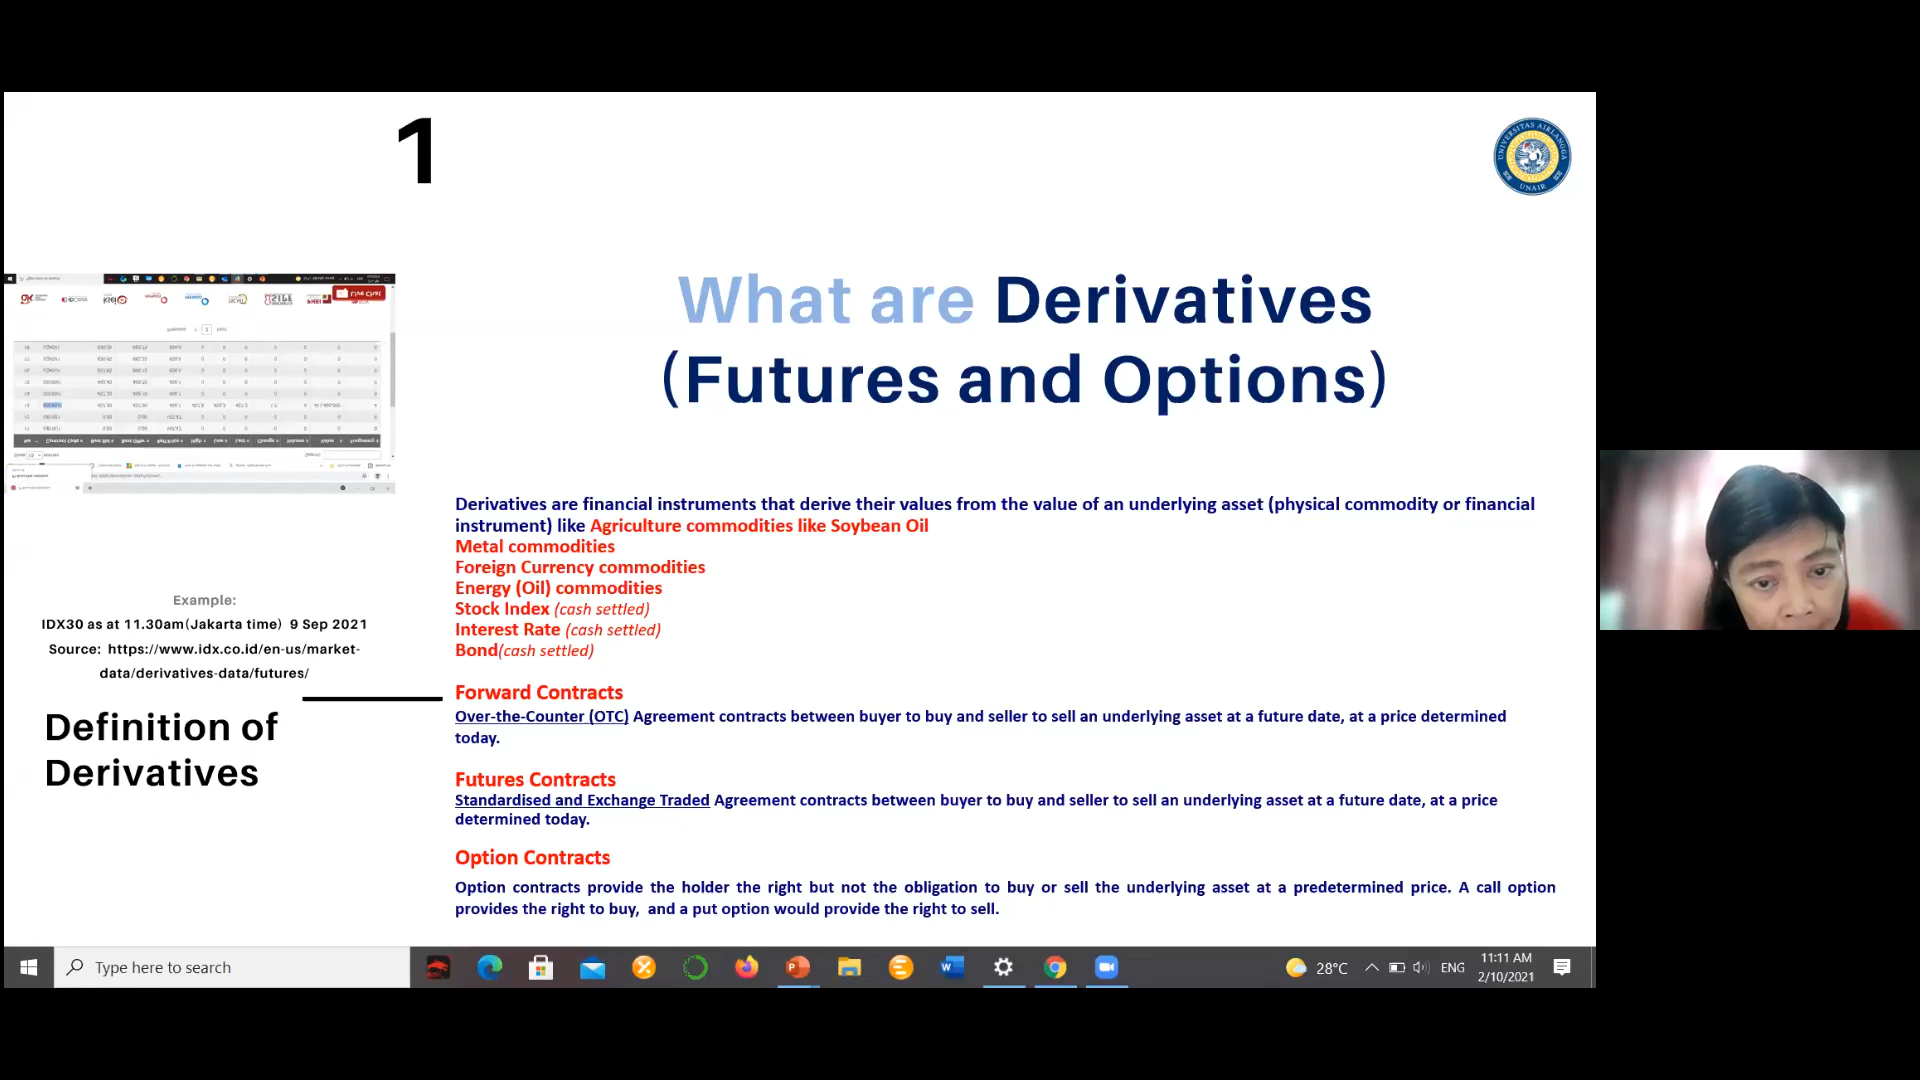 1
UNIVERSITAS AIRLANGGA
UNAIR
What are Derivatives
(Futures and Options)
Live Chat
Derivatives are financial instruments that derive their values from the value of an underlying asset (physical commodity or financial
instrument) like Agriculture commodities like Soybean Oil
Metal commodities
Foreign Currency commodities
Energy (Oil) commodities
Stock Index (cash settled)
Interest Rate (cash settled)
Bond(cash settled)
Example:
IDX30 as at 11.30am(Jakarta time) 9 Sep 2021
Source: https://www.idx.co.id/en-us/market-
data/derivatives-data/futures/
Definition of
Derivatives
Forward Contracts
Over-the-Counter (OTC) Agreement contracts between buyer to buy and seller to sell an underlying asset at a future date, at a price determined
today.
Futures Contracts
Standardised and Exchange Traded Agreement contracts between buyer to buy and seller to sell an underlying asset at a future date, at a price
determined today.
Option Contracts
Option contracts provide the holder the right but not the obligation to buy or sell the underlying asset at a predetermined price. A call option
provides the right to buy, and a put option would provide the right to sell.
Type here to search
28°C
ENG
11:11 AM
2/10/2021